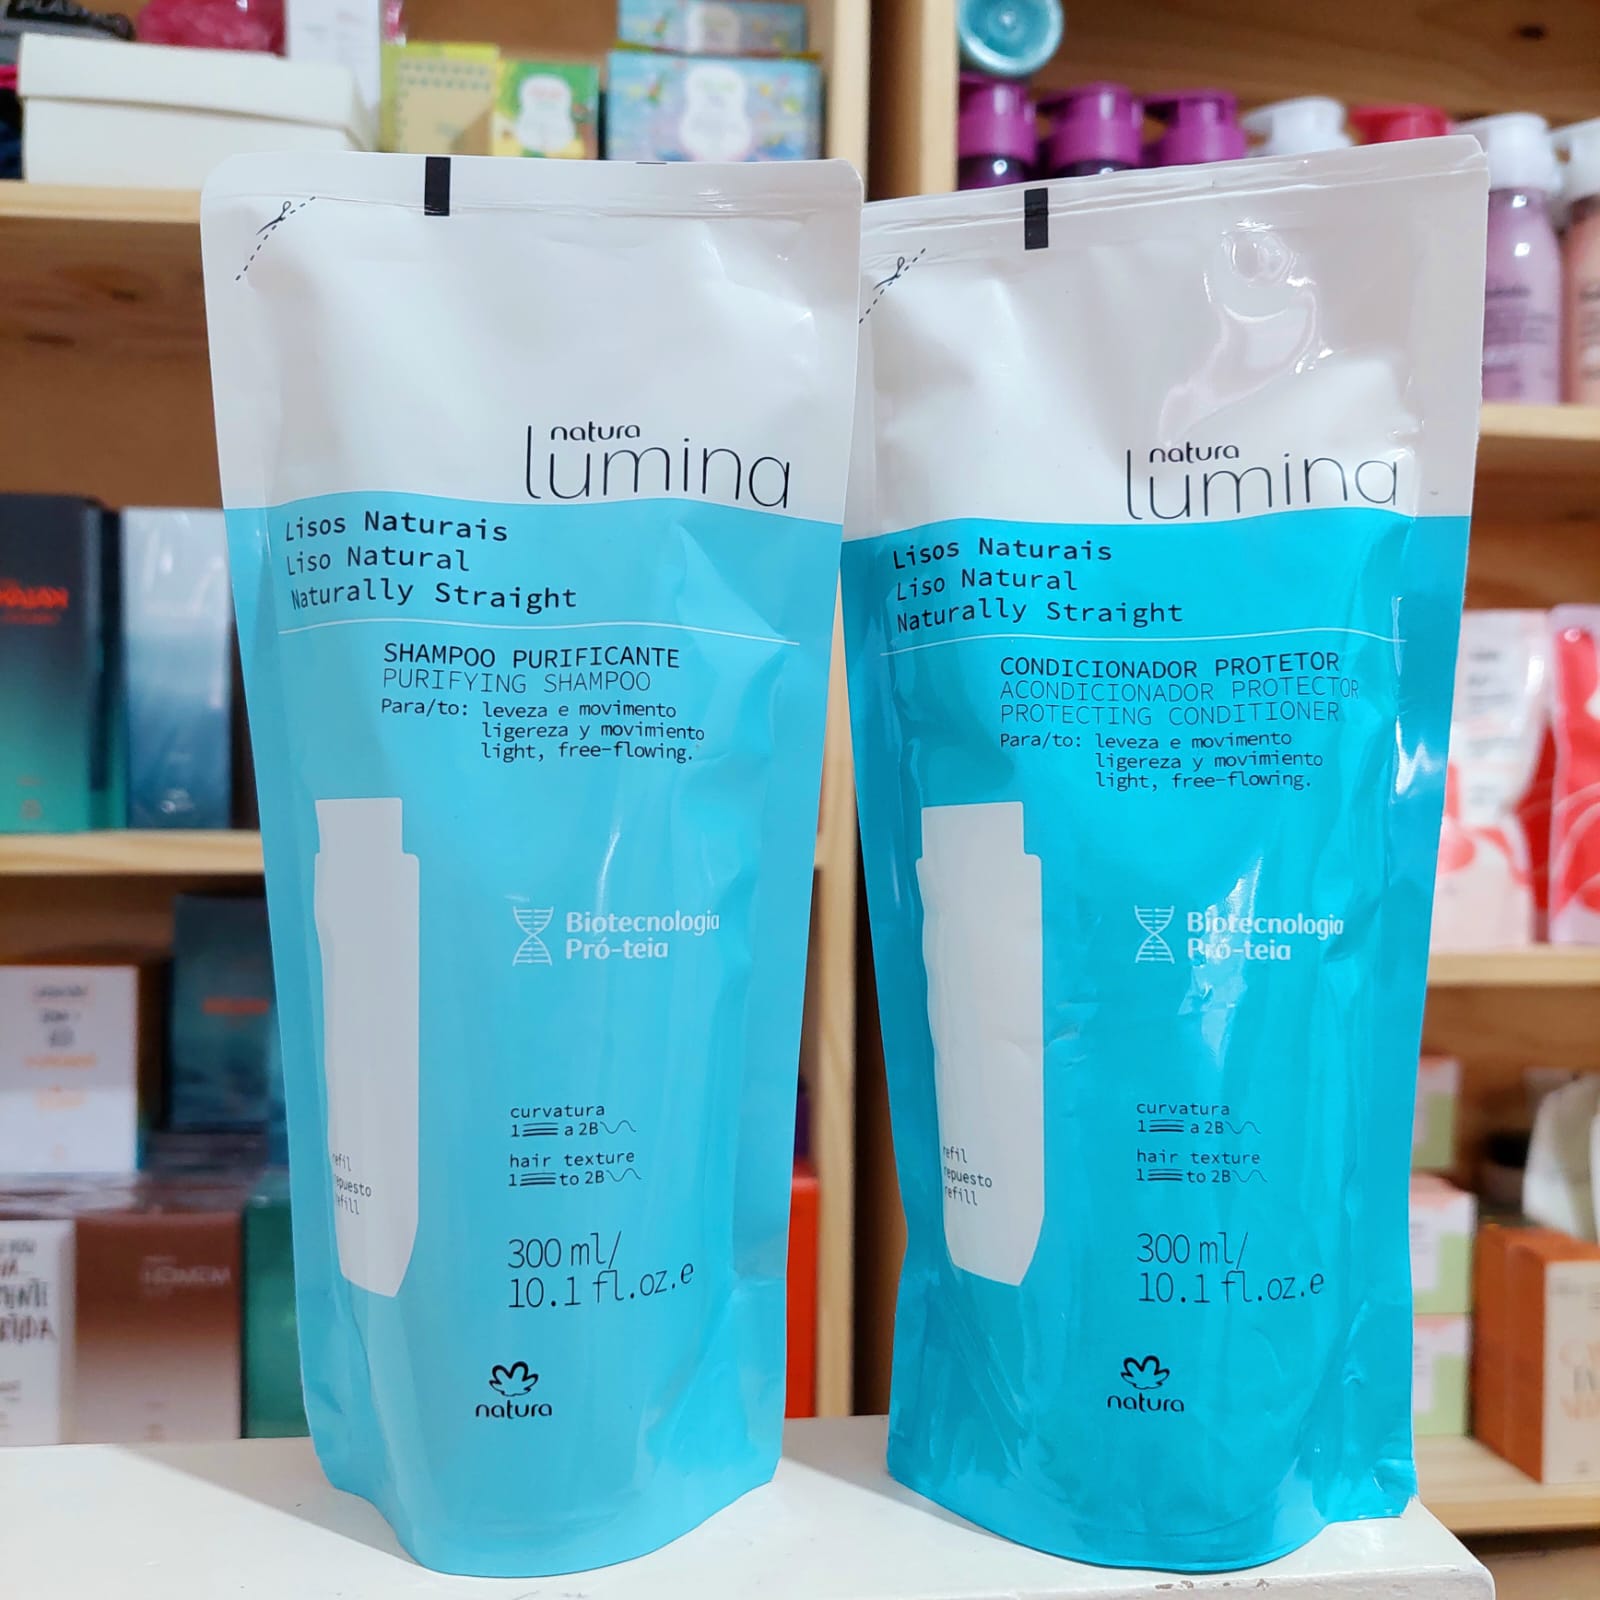 natura
lumina
Lisos Naturais
Liso Natural
Naturally Straight
SHAMPOO PURIFICANTE
PURIFYING SHAMPOO
Para/to: leveza e movimento
ligereza y movimiento
light, free-flowing.
Biotecnologia
Pró-teia
curvatura
1 a 2B
hair texture
1 to 2B
refil
repuesto
refill
300 ml/
10.1 fl.oz.e
natura
natura
lumina
Lisos Naturais
Liso Natural
Naturally Straight
CONDICIONADOR PROTETOR
ACONDICIONADOR PROTECTOR
PROTECTING CONDITIONER
Para/to: leveza e movimento
ligereza y movimiento
light, free-flowing.
Biotecnologia
Pró-teia
curvatura
1 a 2B
hair texture
1 to 2B
refil
repuesto
refill
300 ml/
10.1 fl.oz.e
natura
HOMEM